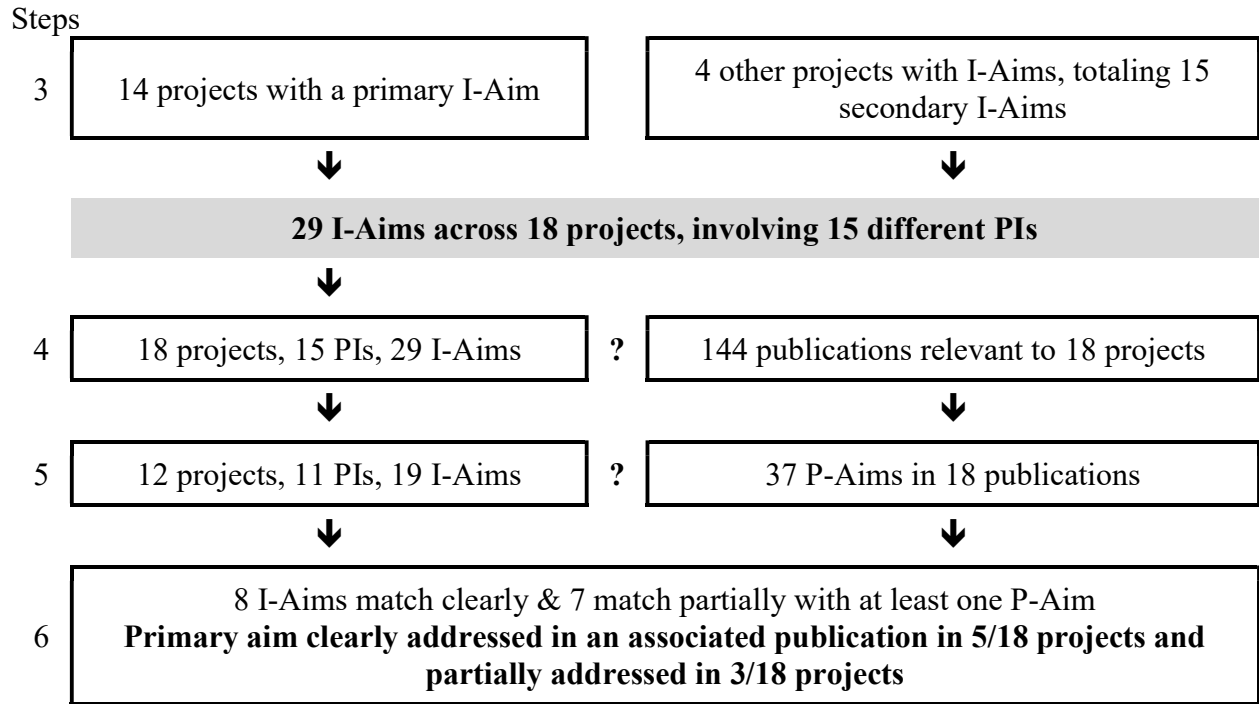 Steps
3
14 projects with a primary I-Aim
4 other projects with I-Aims, totaling 15
secondary I-Aims
29 I-Aims across 18 projects, involving 15 different PIs
4
18 projects, 15 PIs, 29 I-Aims
?
144 publications relevant to 18 projects
5
12 projects, 11 PIs, 19 I-Aims
?
37 P-Aims in 18 publications
6
8 I-Aims match clearly & 7 match partially with at least one P-Aim
Primary aim clearly addressed in an associated publication in 5/18 projects and
partially addressed in 3/18 projects